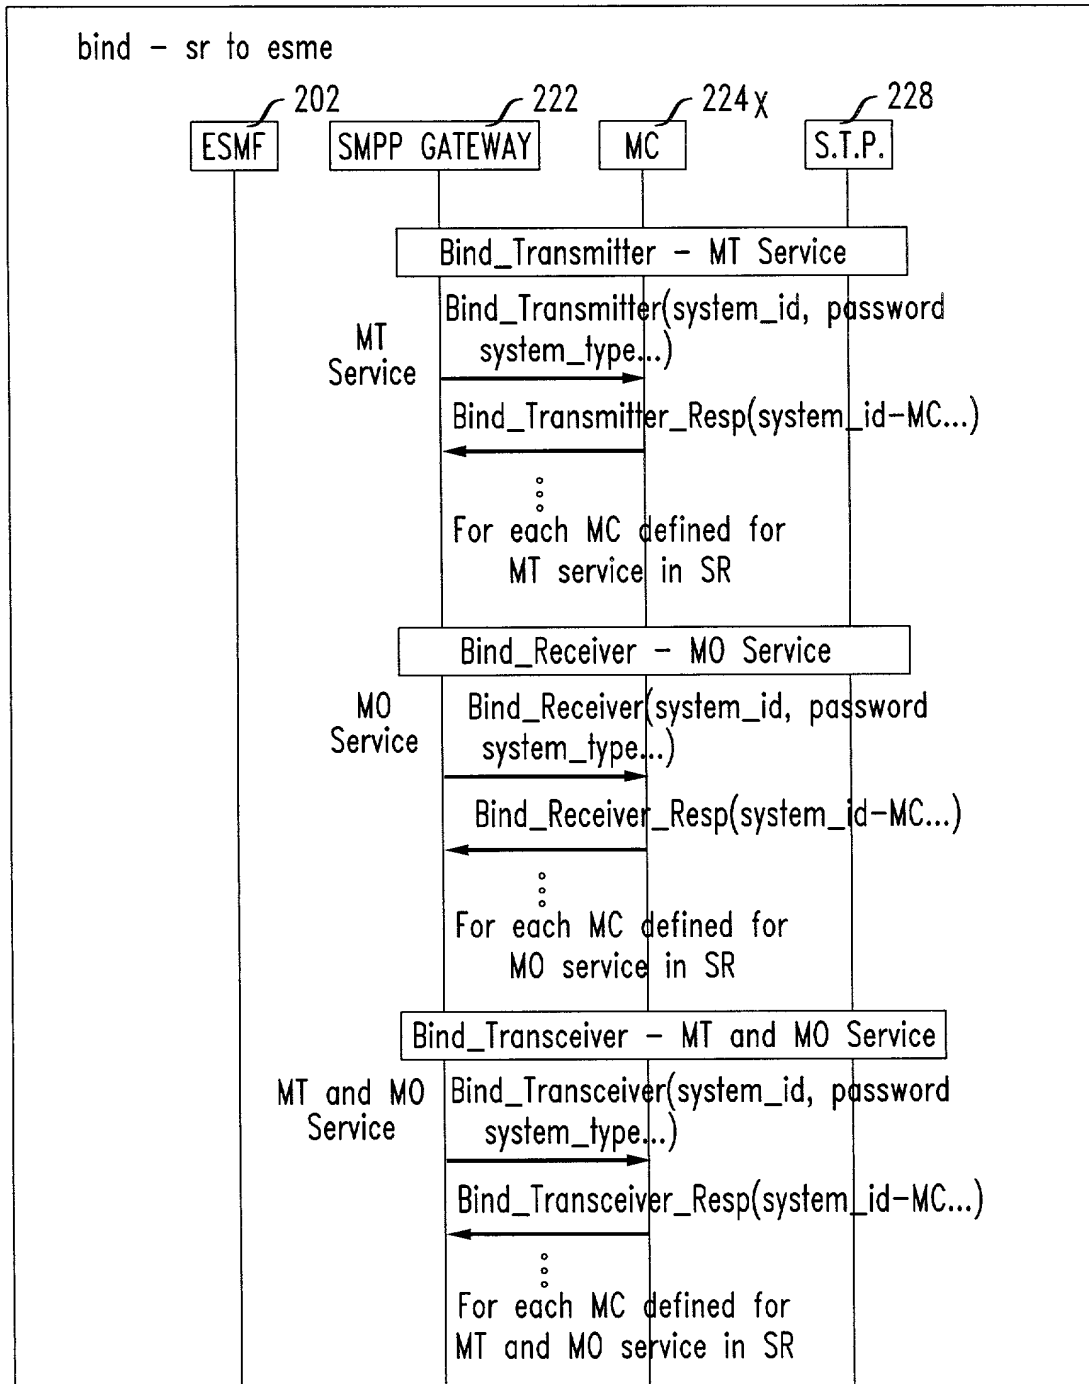 bind – sr to esme
202
222
224x
228
ESMF
SMPP GATEWAY
MC
S.T.P.
Bind_Transmitter – MT Service
MT
Service
Bind_Transmitter(system_id, password
system_type...)
Bind_Transmitter_Resp(system_id-MC...)
For each MC defined for
MT service in SR
Bind_Receiver – MO Service
MO
Service
Bind_Receiver(system_id, password
system_type...)
Bind_Receiver_Resp(system_id-MC...)
For each MC defined for
MO service in SR
Bind_Transceiver – MT and MO Service
MT and MO
Service
Bind_Transceiver(system_id, password
system_type...)
Bind_Transceiver_Resp(system_id-MC...)
For each MC defined for
MT and MO service in SR